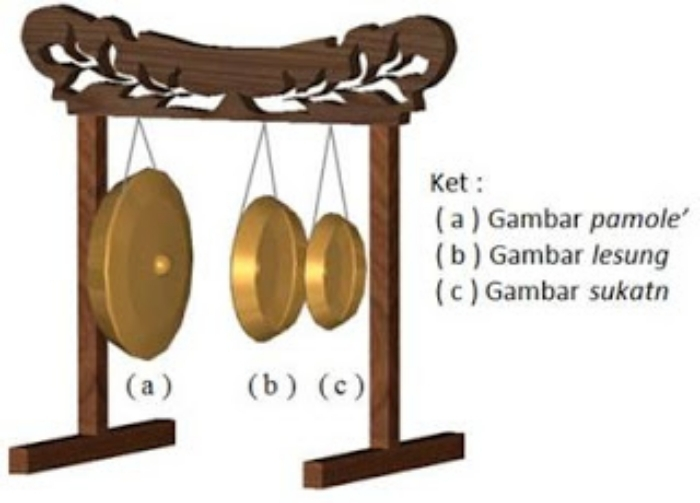 Ket :
( a ) Gambar pamole’
( b ) Gambar lesung
( c ) Gambar sukatn
( a ) ( b ) ( c )